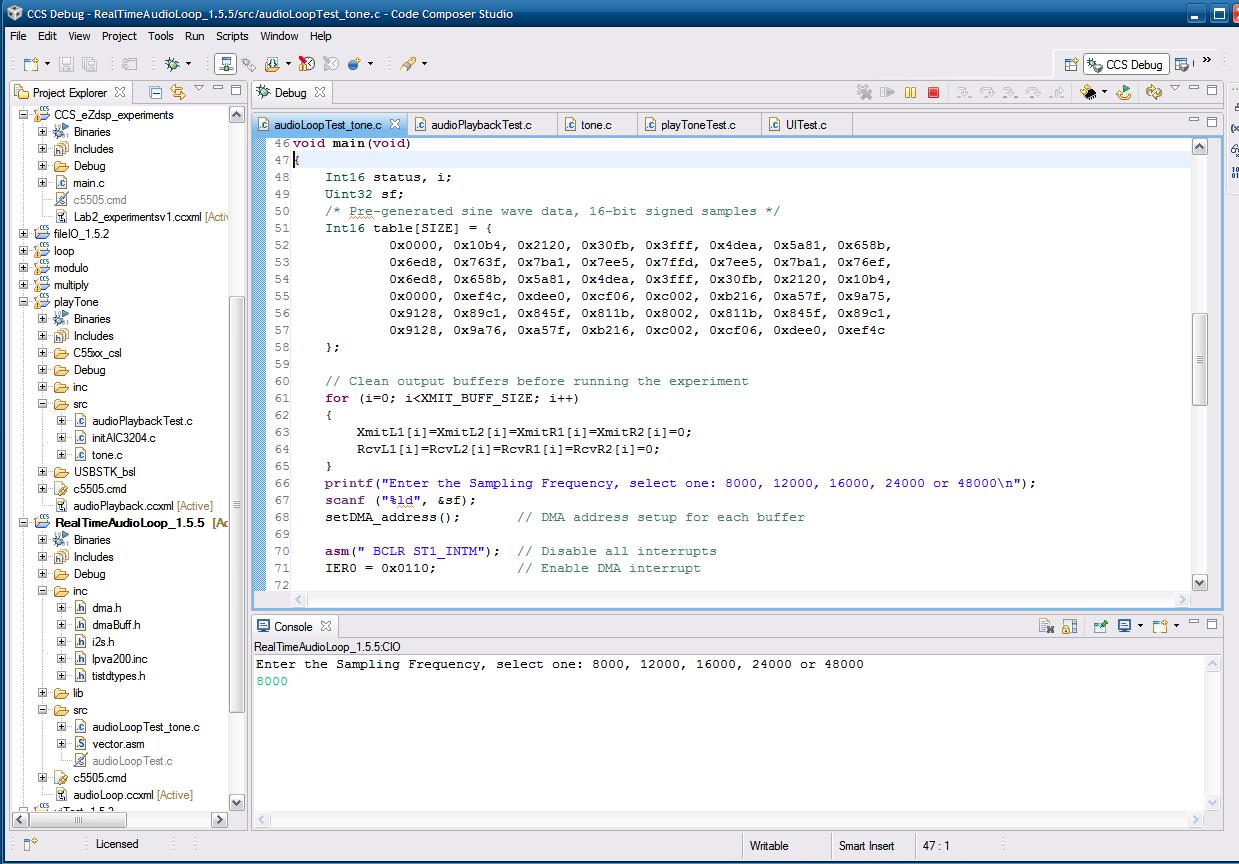 CCS Debug - RealTimeAudioLoop_1.5.5/src/audioLoopTest_tone.c - Code Composer Studio
File Edit View Project Tools Run Scripts Window Help
CCS Debug
Project Explorer
Debug
CCS_eZdsp_experiments
Binaries
Includes
Debug
main.c
c5505.cmd
Lab2_experimentsv1.ccxml [Activ
fileIO_1.5.2
loop
modulo
multiply
playTone
Binaries
Includes
C55xx_csl
Debug
inc
src
audioPlaybackTest.c
initAIC3204.c
tone.c
USBSTK_bsl
c5505.cmd
audioPlayback.ccxml [Active]
RealTimeAudioLoop_1.5.5 [Ac
Binaries
Includes
Debug
inc
dma.h
dmaBuff.h
i2s.h
lpva200.inc
tistdtypes.h
lib
src
audioLoopTest_tone.c
vector.asm
audioLoopTest.c
c5505.cmd
audioLoop.ccxml [Active]
audioLoopTest_tone.c audioPlaybackTest.c tone.c playToneTest.c UITest.c
46 void main(void)
47 {
48 Int16 status, i;
49 Uint32 sf;
50 /* Pre-generated sine wave data, 16-bit signed samples */
51 Int16 table[SIZE] = {
52 0x0000, 0x10b4, 0x2120, 0x30fb, 0x3fff, 0x4dea, 0x5a81, 0x658b,
53 0x6ed8, 0x763f, 0x7ba1, 0x7ee5, 0x7ffd, 0x7ee5, 0x7ba1, 0x76ef,
54 0x6ed8, 0x658b, 0x5a81, 0x4dea, 0x3fff, 0x30fb, 0x2120, 0x10b4,
55 0x0000, 0xef4c, 0xdee0, 0xcf06, 0xc002, 0xb216, 0xa57f, 0x9a75,
56 0x9128, 0x89c1, 0x845f, 0x811b, 0x8002, 0x811b, 0x845f, 0x89c1,
57 0x9128, 0x9a76, 0xa57f, 0xb216, 0xc002, 0xcf06, 0xdee0, 0xef4c
58 };
59
60 // Clean output buffers before running the experiment
61 for (i=0; i<XMIT_BUFF_SIZE; i++)
62 {
63 XmitL1[i]=XmitL2[i]=XmitR1[i]=XmitR2[i]=0;
64 RcvL1[i]=RcvL2[i]=RcvR1[i]=RcvR2[i]=0;
65 }
66 printf("Enter the Sampling Frequency, select one: 8000, 12000, 16000, 24000 or 48000\n");
67 scanf ("%ld", &sf);
68 setDMA_address(); // DMA address setup for each buffer
69
70 asm(" BCLR ST1_INTM"); // Disable all interrupts
71 IER0 = 0x0110; // Enable DMA interrupt
72
Console
RealTimeAudioLoop_1.5.5:CIO
Enter the Sampling Frequency, select one: 8000, 12000, 16000, 24000 or 48000
8000
Licensed Writable Smart Insert 47 : 1